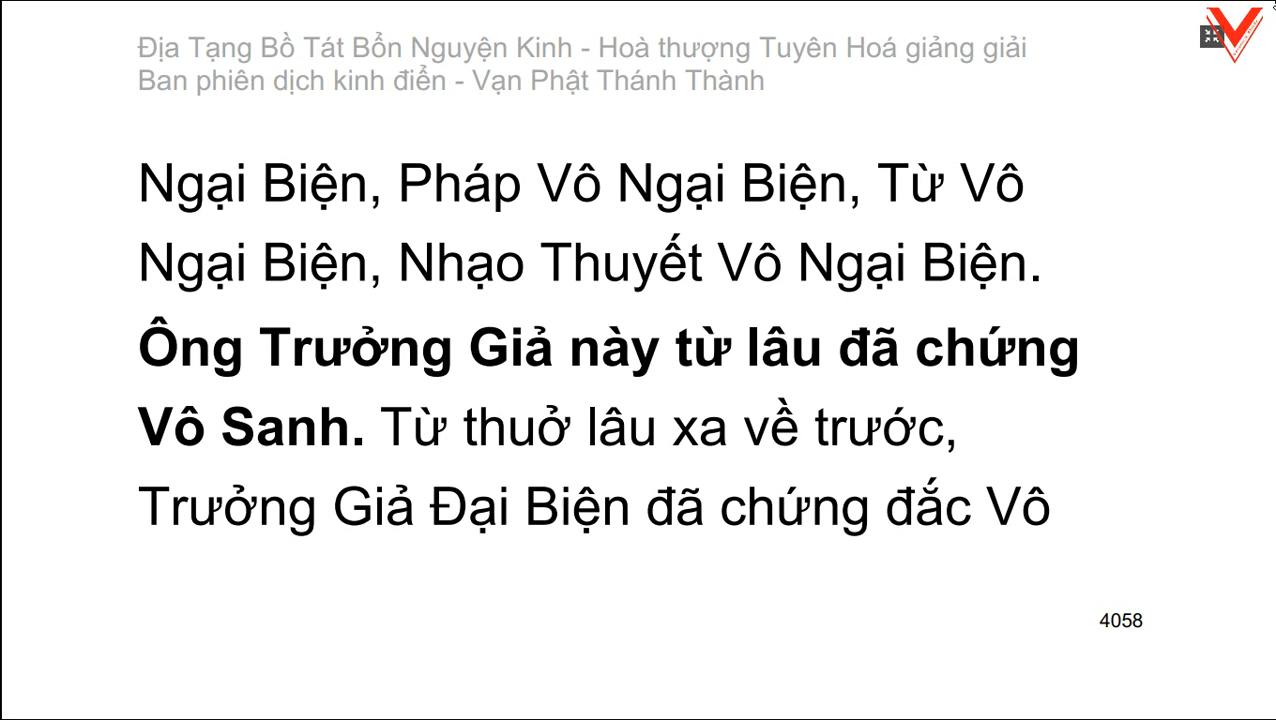 Địa Tạng Bồ Tát Bổn Nguyện Kinh - Hoà thượng Tuyên Hoá giảng giải
Ban phiên dịch kinh điển - Vạn Phật Thánh Thành
Ngại Biện, Pháp Vô Ngại Biện, Từ Vô
Ngại Biện, Nhạo Thuyết Vô Ngại Biện.
Ông Trưởng Giả này từ lâu đã chứng
Vô Sanh. Từ thuở lâu xa về trước,
Trưởng Giả Đại Biện đã chứng đắc Vô
4058